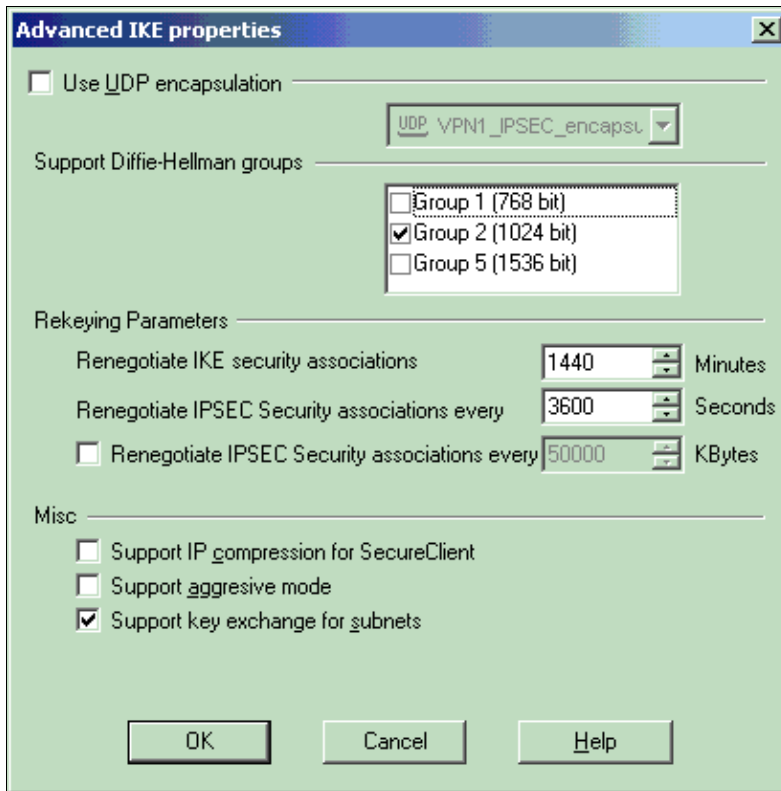 Advanced IKE properties
Use UDP encapsulation
UDP VPN1_IPSEC_encapsu
Support Diffie-Hellman groups
Group 1 (768 bit)
Group 2 (1024 bit)
Group 5 (1536 bit)
Rekeying Parameters
Renegotiate IKE security associations 1440 Minutes
Renegotiate IPSEC Security associations every 3600 Seconds
Renegotiate IPSEC Security associations every 50000 KBytes
Misc
Support IP compression for SecureClient
Support aggresive mode
Support key exchange for subnets
OK Cancel Help